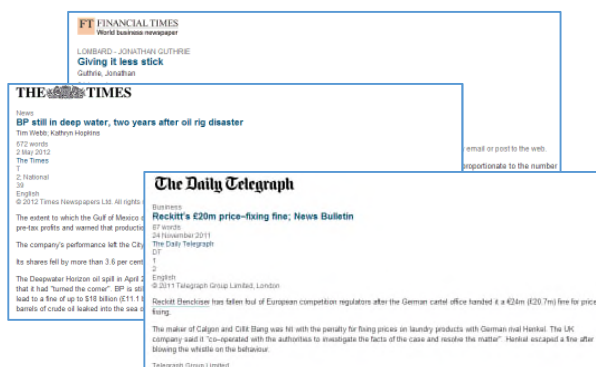 FT FINANCIAL TIMES
World business newspaper
LOMBARD - JONATHAN GUTHRIE
Giving it less stick
Guthrie, Jonathan
email or post to the web.
proportionate to the number
THE TIMES
News
BP still in deep water, two years after oil rig disaster
Tim Webb; Kathryn Hopkins
672 words
2 May 2012
The Times
T
2; National
39
English
© 2012 Times Newspapers Ltd. All rights
The extent to which the Gulf of Mexico
pre-tax profits and warned that productio
The company's performance left the City
Its shares fell by more than 3.6 per cent
The Deepwater Horizon oil spill in April 2
that it had "turned the corner". BP is stil
lead to a fine of up to $18 billion (£11.1 b
barrels of crude oil leaked into the sea s
The Daily Telegraph
Business
Reckitt's £20m price-fixing fine; News Bulletin
87 words
24 November 2011
The Daily Telegraph
DT
1
2
English
© 2011 Telegraph Group Limited, London
Reckitt Benckiser has fallen foul of European competition regulators after the German cartel office handed it a €24m (£20.7m) fine for price
fixing.
The maker of Calgon and Cillit Bang was hit with the penalty for fixing prices on laundry products with German rival Henkel. The UK
company said it "co-operated with the authorities to investigate the facts of the case and resolve the matter". Henkel escaped a fine after
blowing the whistle on the behaviour.
Telegraph Group Limited